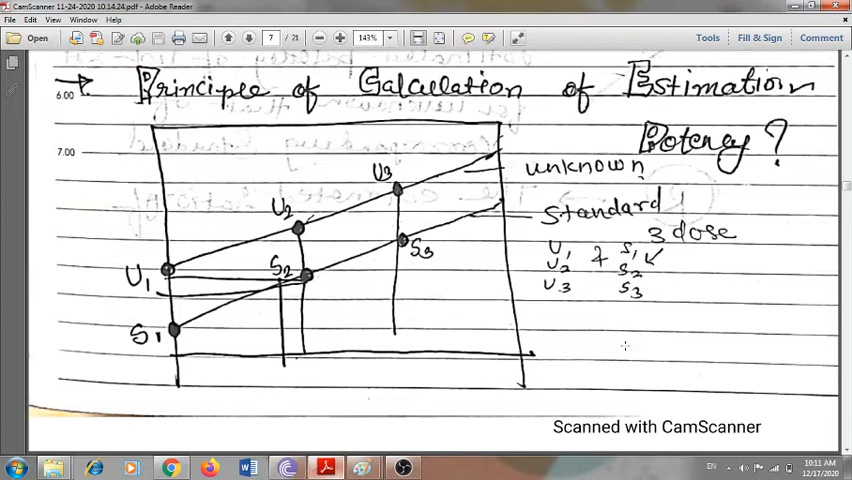 CamScanner 11-24-2020 10.14.24.pdf - Adobe Reader
File Edit View Window Help
Open 7 / 21 143% Tools Fill & Sign Comment
→ Principle of Calculation of Estimation
6.00
Potency?
7.00
U3
unknown
U2
Standard
3 dose
U1 S1
U2 & S2
U3 S3
S3
S2
U1
S1
Scanned with CamScanner
EN 10:11 AM
12/17/2020